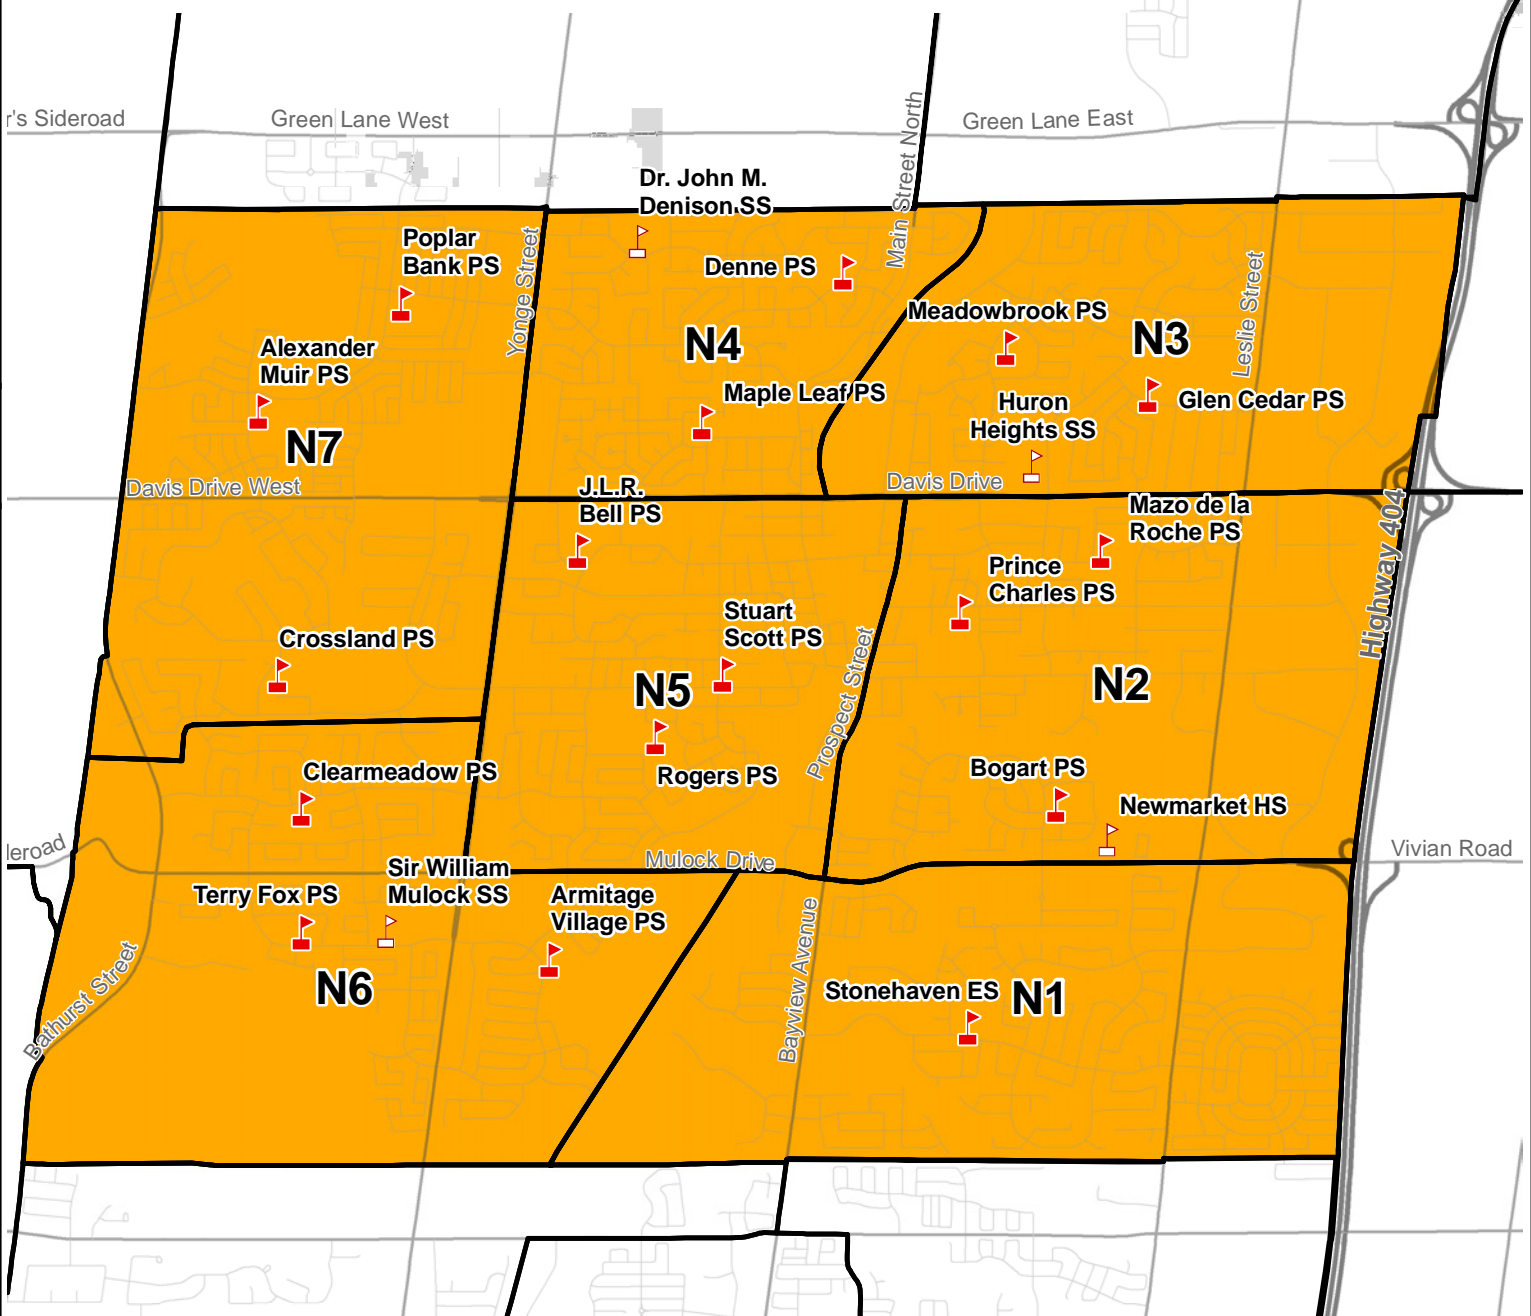 r's Sideroad
Green Lane West
Main Street North
Green Lane East
Dr. John M.
Denison SS
Poplar
Bank PS
Yonge Street
Denne PS
Leslie Street
Meadowbrook PS
N4
N3
Alexander
Muir PS
Maple Leaf PS
Huron
Heights SS
Glen Cedar PS
N7
Davis Drive West
Davis Drive
J.L.R.
Bell PS
Mazo de la
Roche PS
Highway 404
Prince
Charles PS
Stuart
Scott PS
Crossland PS
Prospect Street
N5
N2
Clearmeadow PS
Rogers PS
Bogart PS
Newmarket HS
leroad
Mulock Drive
Vivian Road
Sir William
Mulock SS
Terry Fox PS
Armitage
Village PS
Bathurst Street
N6
Bayview Avenue
Stonehaven ES
N1